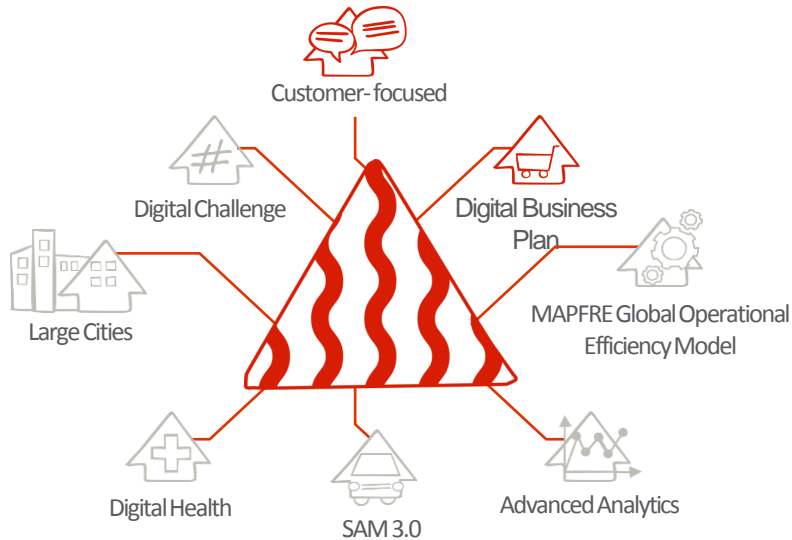 Customer-focused
#
Digital Challenge
Digital Business
Plan
Large Cities
MAPFRE Global Operational
Efficiency Model
Digital Health
SAM 3.0
Advanced Analytics